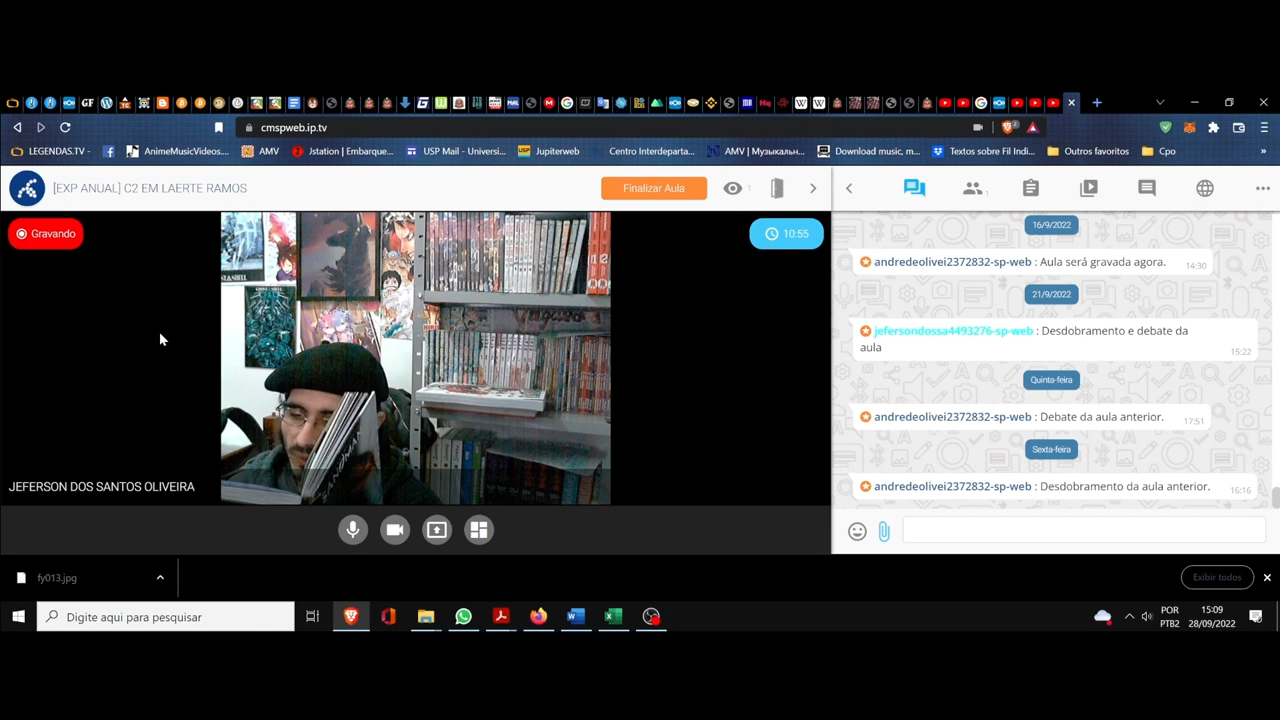 cmspweb.ip.tv
LEGENDAS.TV -
AnimeMusicVideos....
AMV
Jstation | Embarque...
USP Mail - Universi...
Jupiterweb
Centro Interdeparta...
AMV | Музыкальн...
Download music, m...
Textos sobre Fil Indi...
Outros favoritos
Cpo
»
[EXP ANUAL] C2 EM LAERTE RAMOS
Finalizar Aula
1
1
Gravando
10:55
JEFERSON DOS SANTOS OLIVEIRA
16/9/2022
andredeolivei2372832-sp-web : Aula será gravada agora.
14:30
21/9/2022
jefersondossa4493276-sp-web : Desdobramento e debate da
aula
15:22
Quinta-feira
andredeolivei2372832-sp-web : Debate da aula anterior.
17:51
Sexta-feira
andredeolivei2372832-sp-web : Desdobramento da aula anterior.
16:16
fy013.jpg
Exibir todos
Digite aqui para pesquisar
POR
PTB2
15:09
28/09/2022